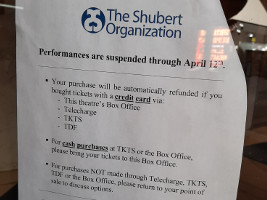 The Shubert
Organization
Performances are suspended through April 12th.
• Your purchase will be automatically refunded if you
bought tickets with a credit card via:
- This theatre's Box Office
- Telecharge
- TKTS
- TDF
• For cash purchases at TKTS or the Box Office,
please bring your tickets to this Box Office.
• For purchases NOT made through Telecharge, TKTS,
TDF or the Box Office, please return to your point of
sale to discuss options.